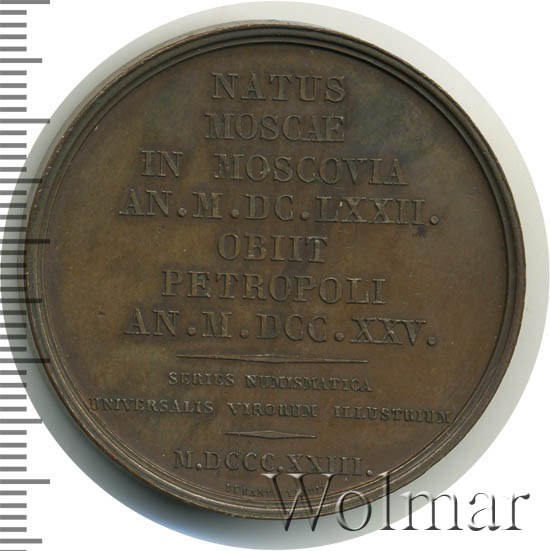 NATUS
MOSCAE
IN MOSCOVIA
AN. M. DC. LXXII.
OBIIT
PETROPOLI
AN. M. DCC. XXV.
SERIES NUMISMATICA
UNIVERSALIS VIRORUM ILLUSTRIUM
M.DCCC.XXIII.
Wolmar